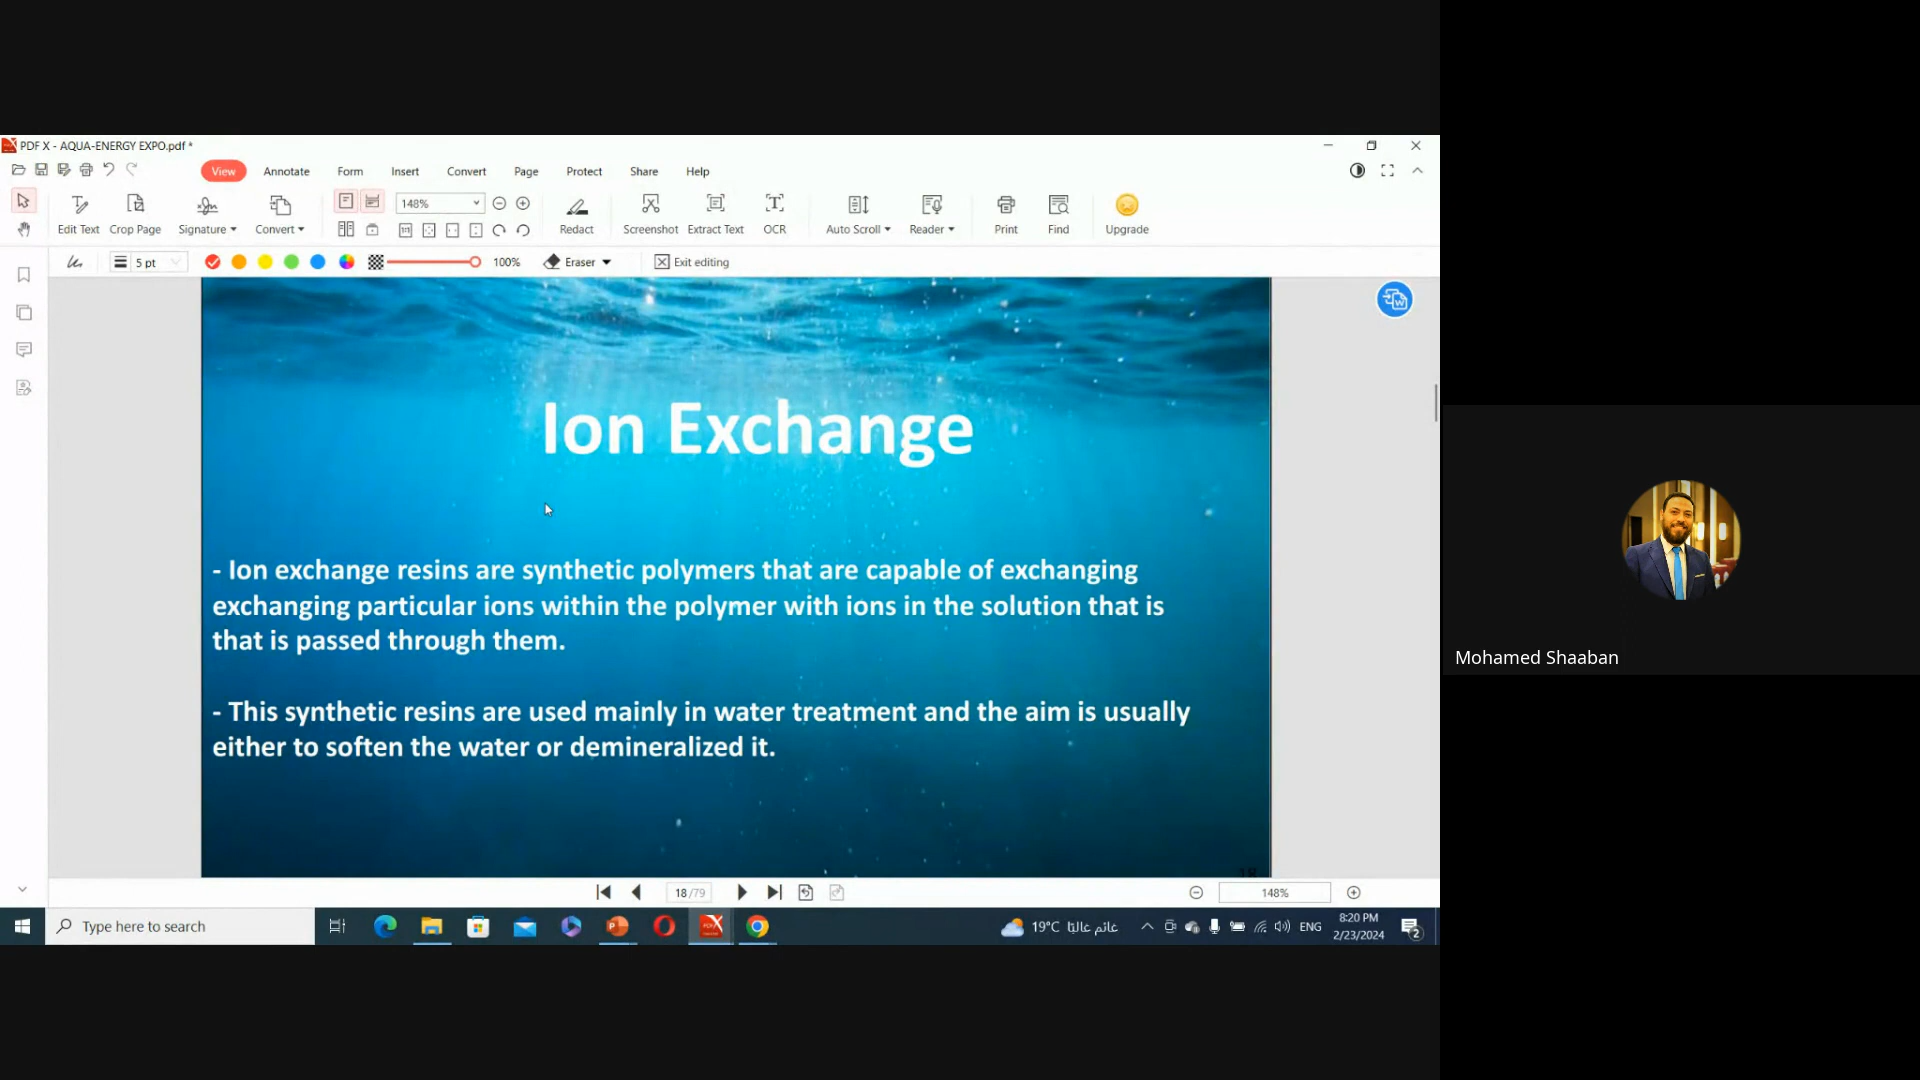 PDF X - AQUA-ENERGY EXPO.pdf *
View Annotate Form Insert Convert Page Protect Share Help
148%
Edit Text Crop Page Signature Convert Redact Screenshot Extract Text OCR Auto Scroll Reader Print Find Upgrade
5 pt 100% Eraser Exit editing
Ion Exchange
- Ion exchange resins are synthetic polymers that are capable of exchanging
exchanging particular ions within the polymer with ions in the solution that is
that is passed through them.
- This synthetic resins are used mainly in water treatment and the aim is usually
either to soften the water or demineralized it.
18
Mohamed Shaaban
18 /79 148%
Type here to search 19°C غائم غالبًا ENG 8:20 PM
2/23/2024 2